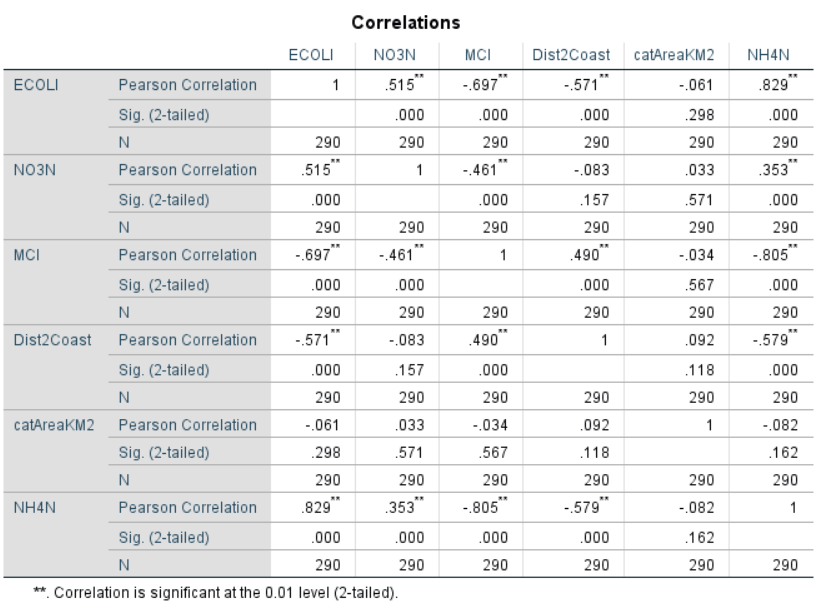 Correlations
ECOLI NO3N MCI Dist2Coast catAreaKM2 NH4N
ECOLI Pearson Correlation 1 .515** -.697** -.571** -.061 .829**
Sig. (2-tailed) .000 .000 .000 .298 .000
N 290 290 290 290 290 290
NO3N Pearson Correlation .515** 1 -.461** -.083 .033 .353**
Sig. (2-tailed) .000 .000 .157 .571 .000
N 290 290 290 290 290 290
MCI Pearson Correlation -.697** -.461** 1 .490** -.034 -.805**
Sig. (2-tailed) .000 .000 .000 .567 .000
N 290 290 290 290 290 290
Dist2Coast Pearson Correlation -.571** -.083 .490** 1 .092 -.579**
Sig. (2-tailed) .000 .157 .000 .118 .000
N 290 290 290 290 290 290
catAreaKM2 Pearson Correlation -.061 .033 -.034 .092 1 -.082
Sig. (2-tailed) .298 .571 .567 .118 .162
N 290 290 290 290 290 290
NH4N Pearson Correlation .829** .353** -.805** -.579** -.082 1
Sig. (2-tailed) .000 .000 .000 .000 .162
N 290 290 290 290 290 290
**. Correlation is significant at the 0.01 level (2-tailed).